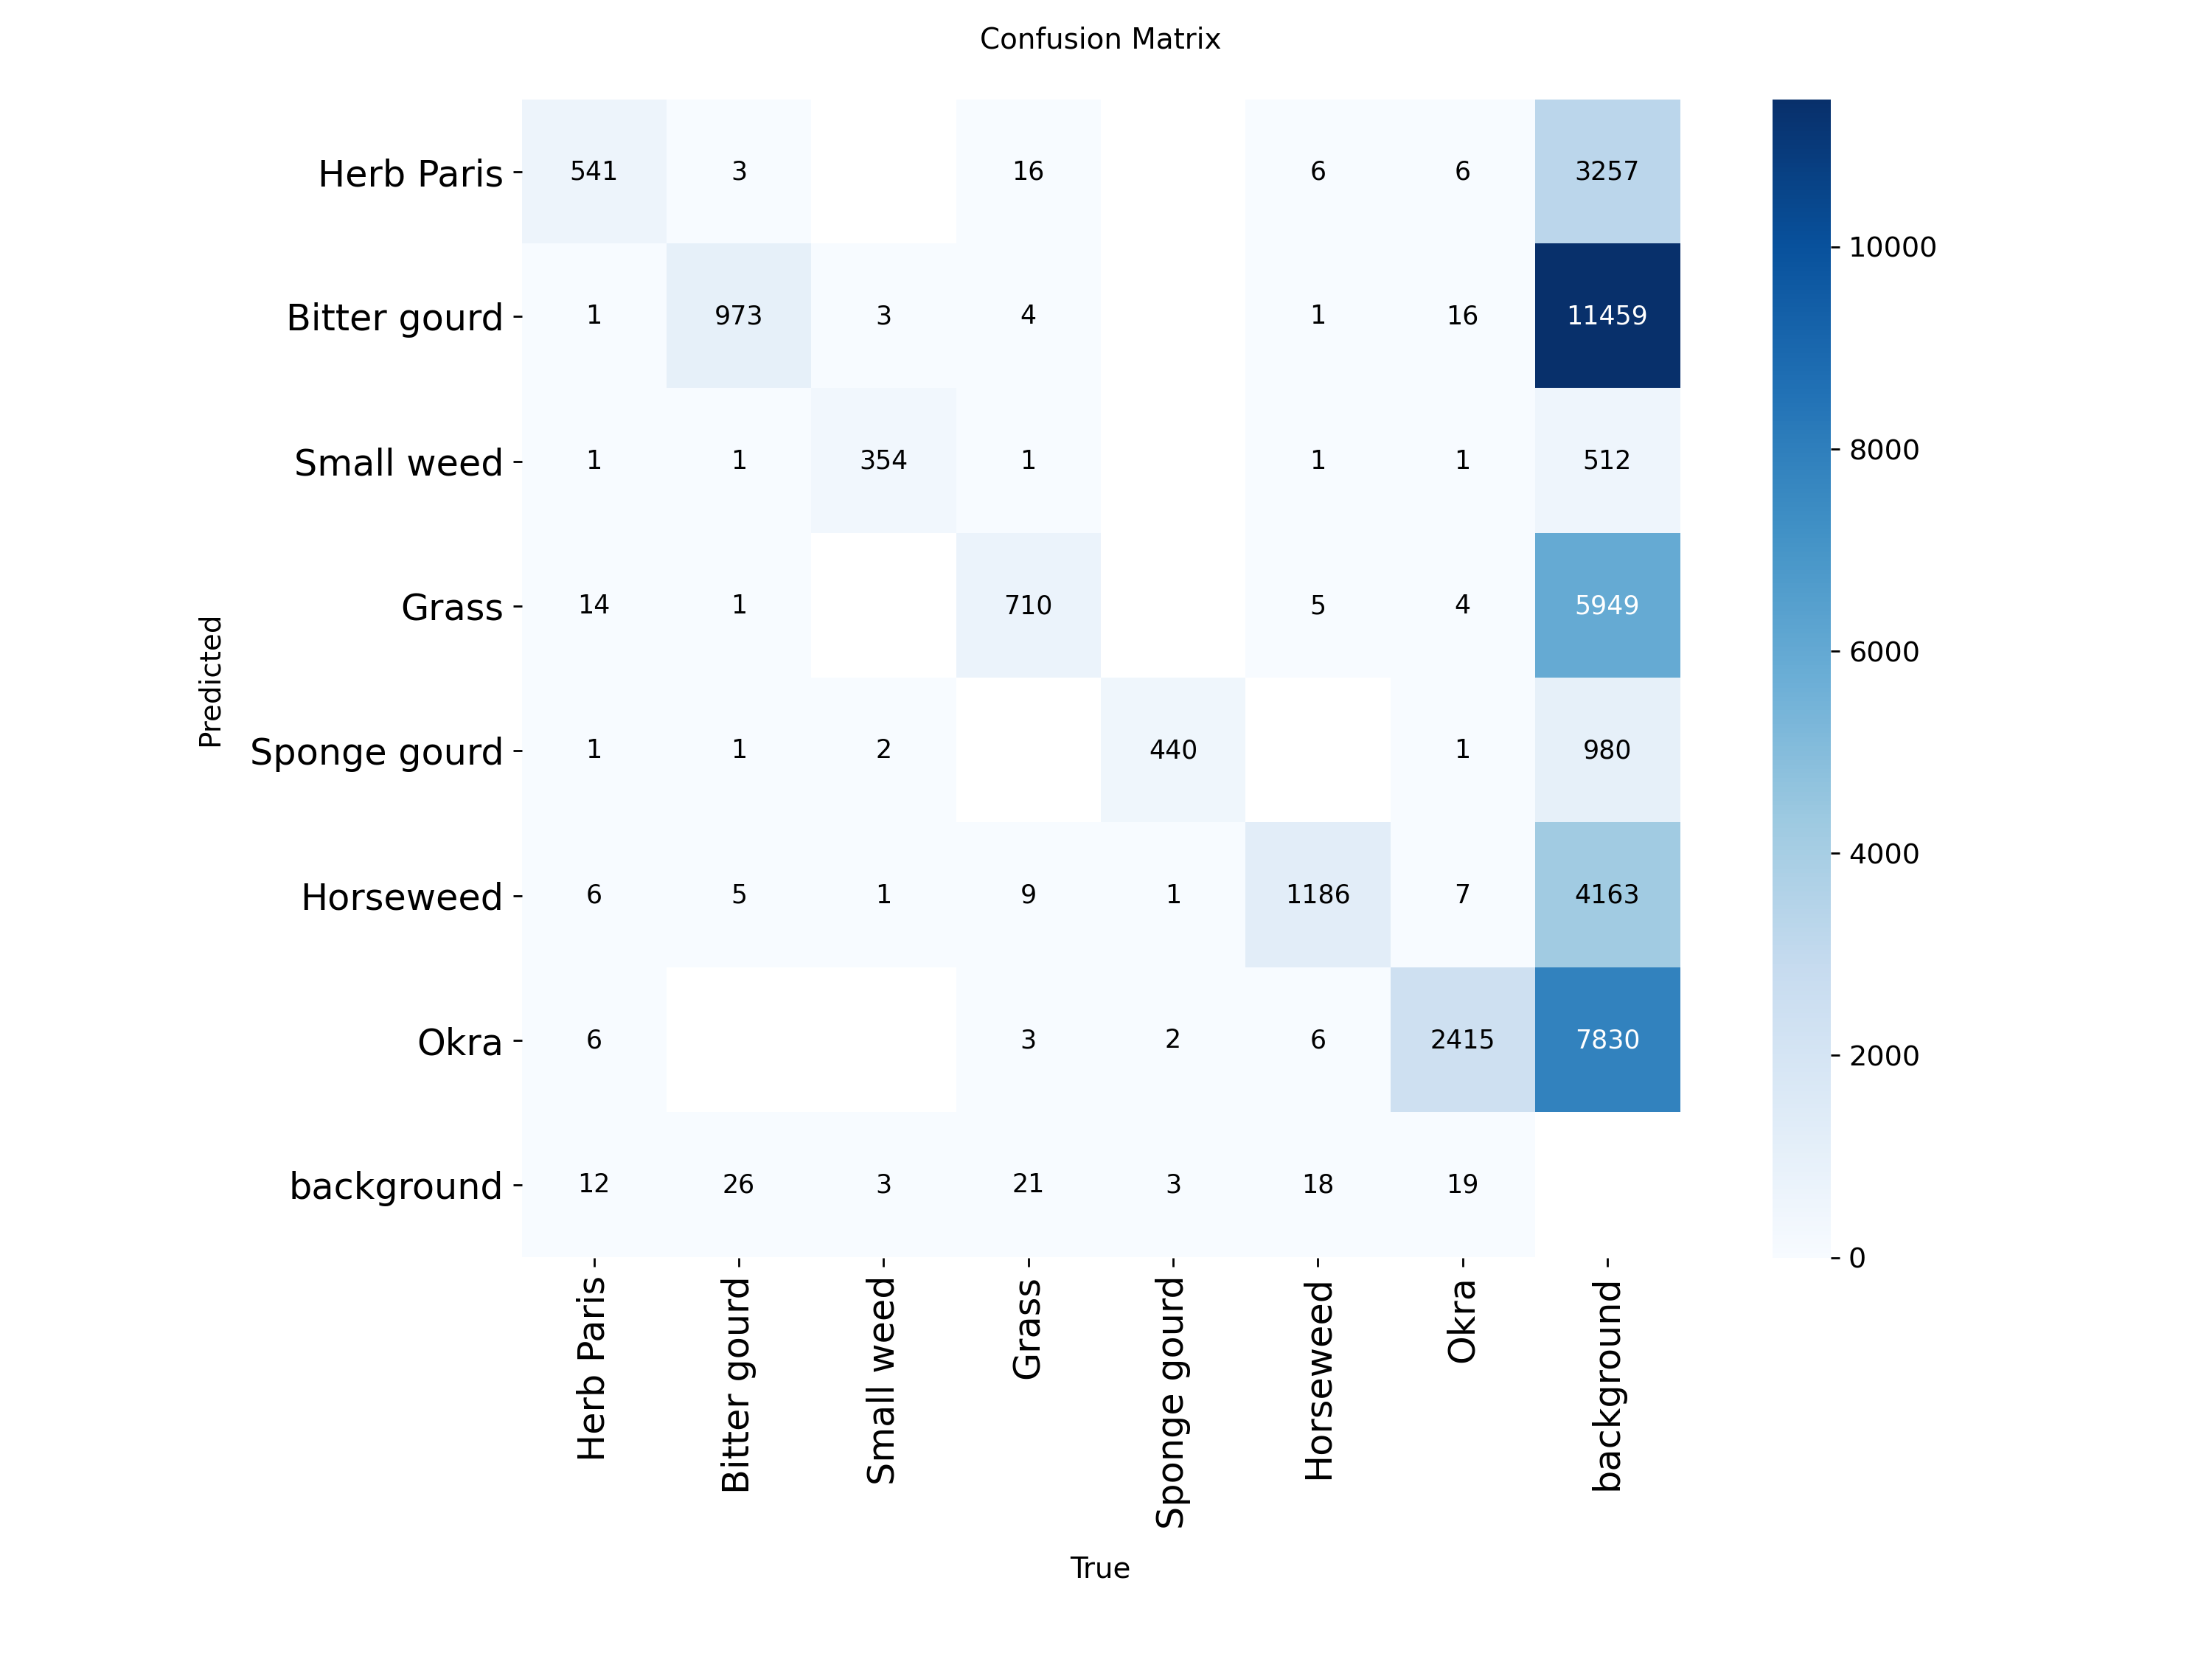 Confusion Matrix
Herb Paris 541 3 16 6 6 3257
Bitter gourd 1 973 3 4 1 16 11459
Small weed 1 1 354 1 1 1 512
Grass 14 1 710 5 4 5949
Sponge gourd 1 1 2 440 1 980
Horseweed 6 5 1 9 1 1186 7 4163
Okra 6 3 2 6 2415 7830
background 12 26 3 21 3 18 19
Predicted
Herb Paris
Bitter gourd
Small weed
Grass
Sponge gourd
Horseweed
Okra
background
True
10000
8000
6000
4000
2000
0